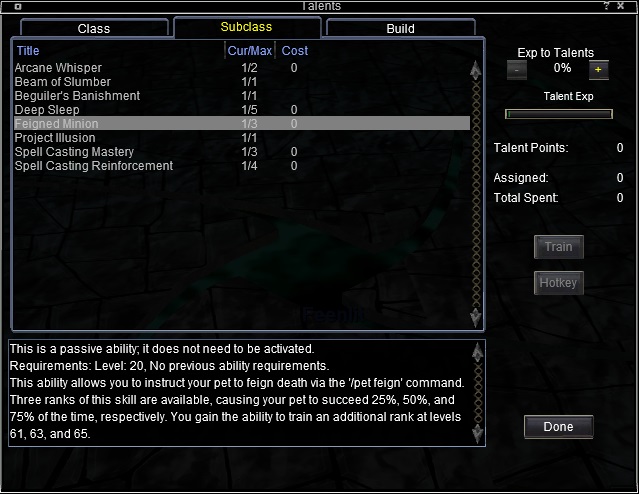 Talents
? X
Class Subclass Build
Title Cur/Max Cost
Arcane Whisper 1/2 0
Beam of Slumber 1/1
Beguiler's Banishment 1/1
Deep Sleep 1/5 0
Feigned Minion 1/3 0
Project Illusion 1/1
Spell Casting Mastery 1/3 0
Spell Casting Reinforcement 1/4 0
Exp to Talents
- 0% +
Talent Exp
Talent Points: 0
Assigned: 0
Total Spent: 0
Train
Hotkey
This is a passive ability; it does not need to be activated.
Requirements: Level: 20, No previous ability requirements.
This ability allows you to instruct your pet to feign death via the '/pet feign' command.
Three ranks of this skill are available, causing your pet to succeed 25%, 50%, and
75% of the time, respectively. You gain the ability to train an additional rank at levels
61, 63, and 65.
Done